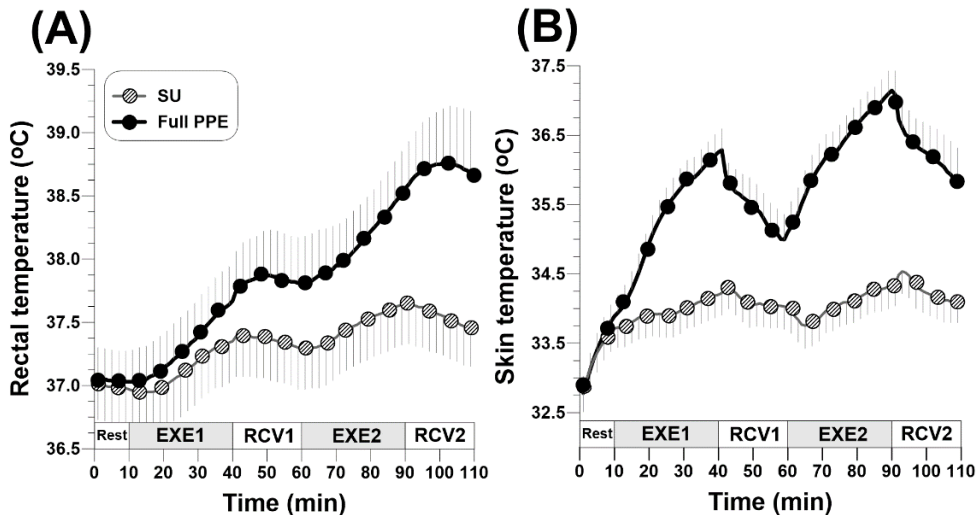 (A)
39.5
39.0
38.5
38.0
37.5
37.0
36.5
Rectal temperature (oC)
SU
Full PPE
Rest EXE1 RCV1 EXE2 RCV2
0 10 20 30 40 50 60 70 80 90 100 110
Time (min)
(B)
37.5
36.5
35.5
34.5
33.5
32.5
Skin temperature (oC)
Rest EXE1 RCV1 EXE2 RCV2
0 10 20 30 40 50 60 70 80 90 100 110
Time (min)